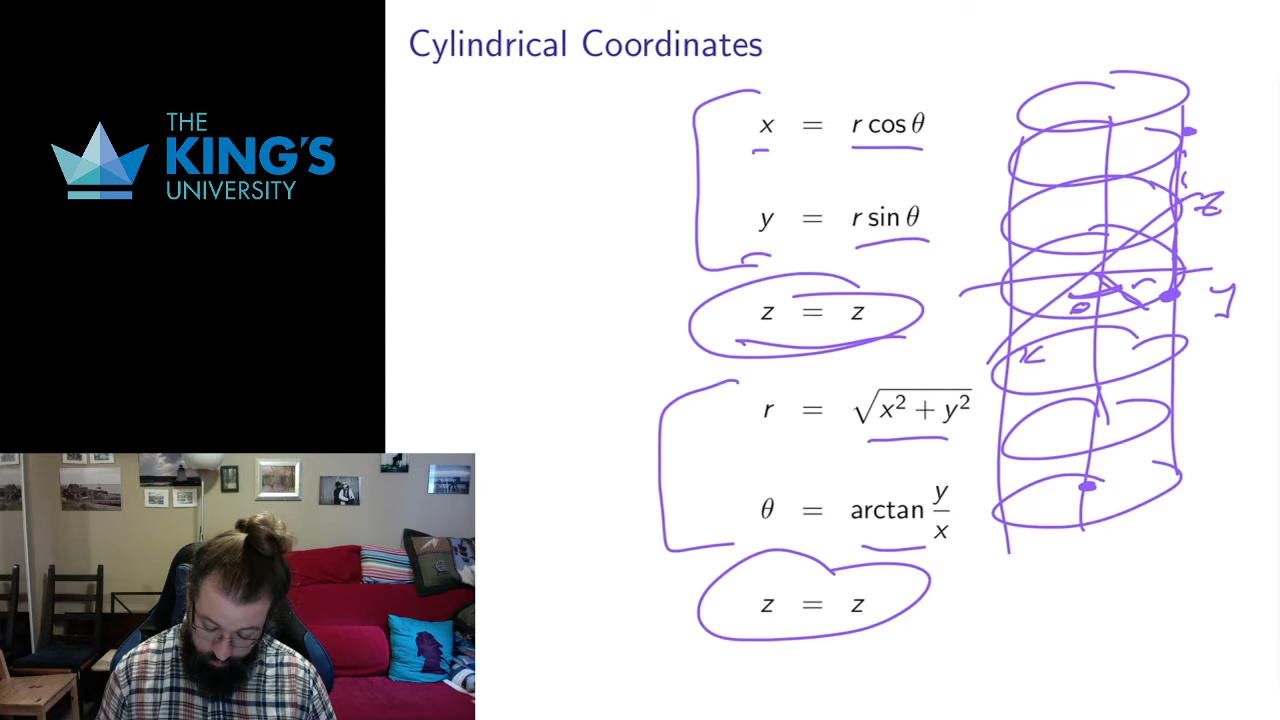 THE
KING'S
UNIVERSITY
Cylindrical Coordinates
x = r cos θ
y = r sin θ
z = z
r = √(x² + y²)
θ = arctan y/x
z = z
z
y
r
θ
x